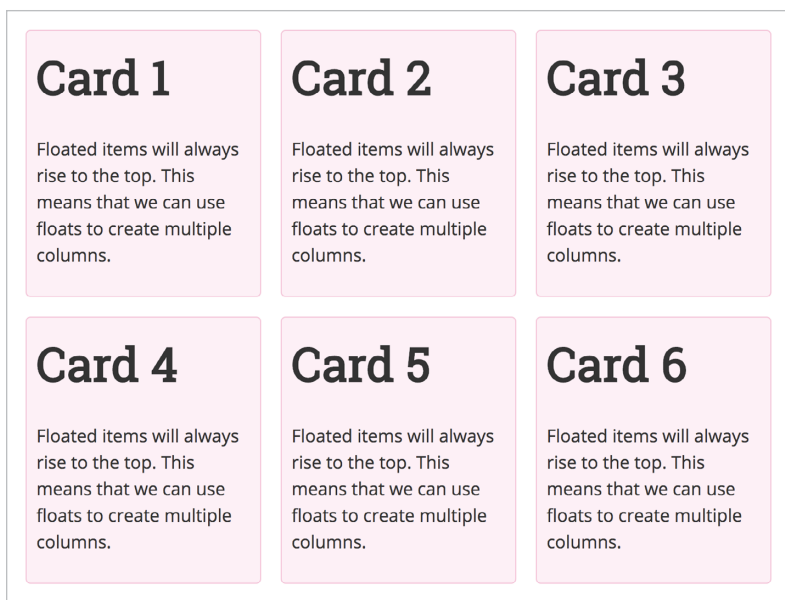 Card 1
Floated items will always
rise to the top. This
means that we can use
floats to create multiple
columns.
Card 2
Floated items will always
rise to the top. This
means that we can use
floats to create multiple
columns.
Card 3
Floated items will always
rise to the top. This
means that we can use
floats to create multiple
columns.
Card 4
Floated items will always
rise to the top. This
means that we can use
floats to create multiple
columns.
Card 5
Floated items will always
rise to the top. This
means that we can use
floats to create multiple
columns.
Card 6
Floated items will always
rise to the top. This
means that we can use
floats to create multiple
columns.